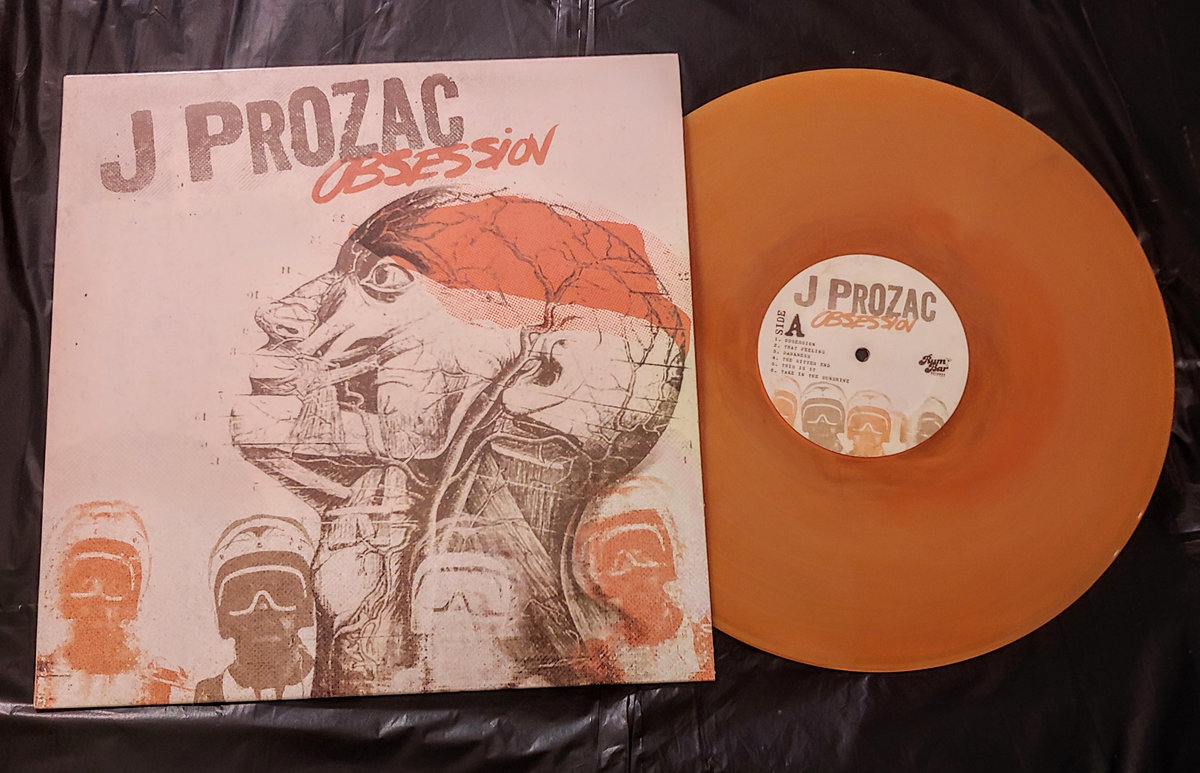 J PROZAC
OBSESSION
J PROZAC
OBSESSION
SIDE A
1. OBSESSION
2. THAT FEELING
3. DARKNESS
4. THE BITTER END
5. THIS IS IT
6. TAKE IN THE SUNSHINE
Rum
Bar